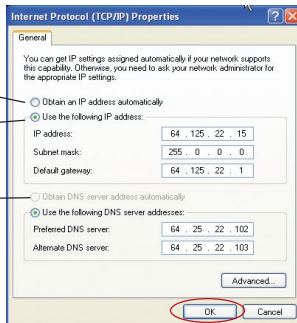 Internet Protocol (TCP/IP) Properties
General
You can get IP settings assigned automatically if your network supports
this capability. Otherwise, you need to ask your network administrator for
the appropriate IP settings.
Obtain an IP address automatically
Use the following IP address:
IP address: 64 . 125 . 22 . 15
Subnet mask: 255 . 0 . 0 . 0
Default gateway: 64 . 125 . 22 . 1
Obtain DNS server address automatically
Use the following DNS server addresses:
Preferred DNS server: 64 . 25 . 22 . 102
Alternate DNS server: 64 . 25 . 22 . 103
Advanced...
OK Cancel